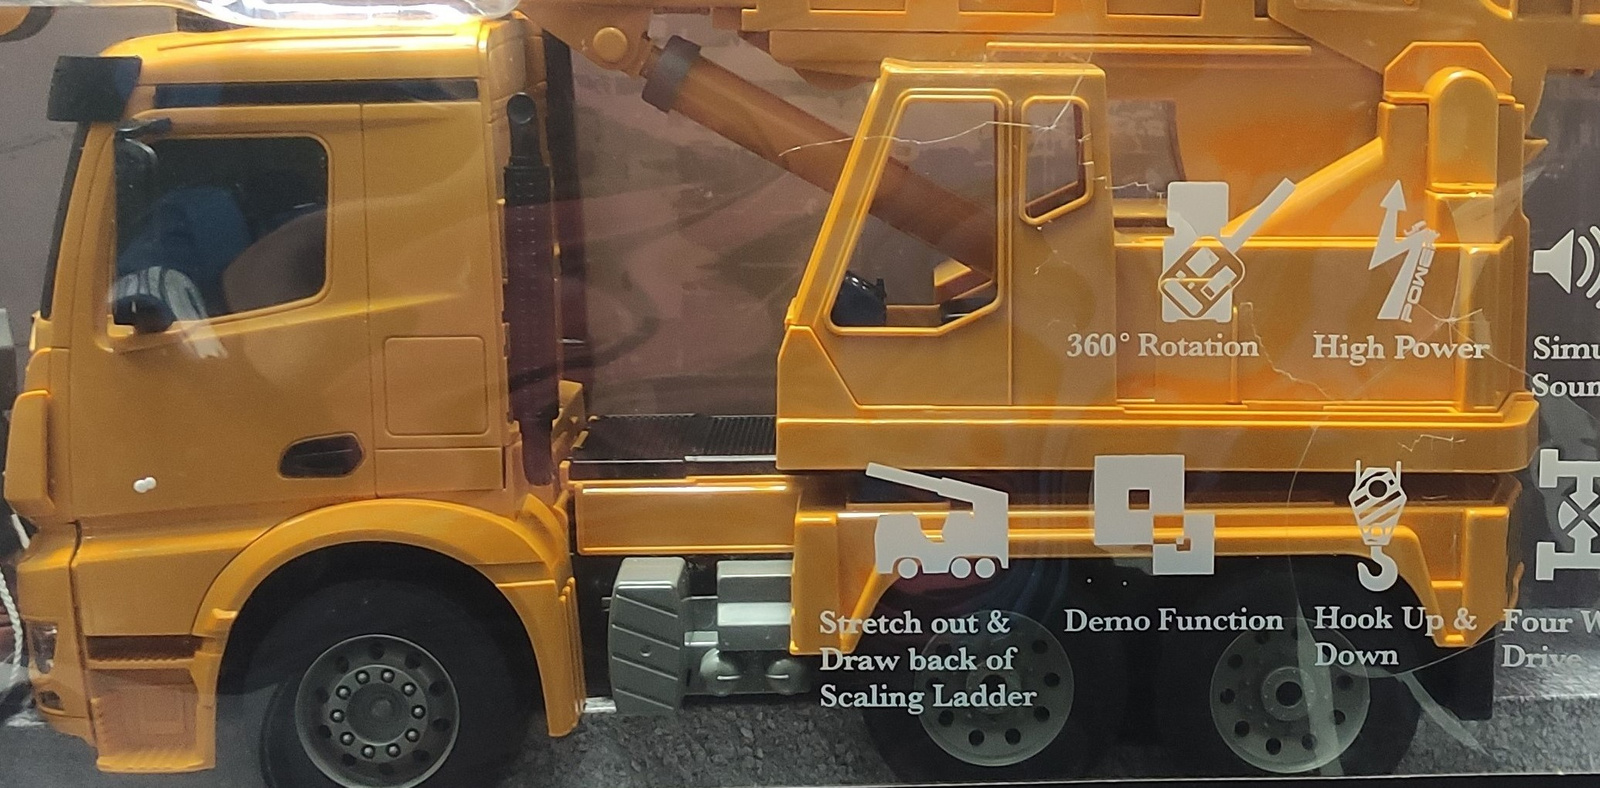 360° Rotation
High Power
POWER
Simu
Soun
Stretch out &
Draw back of
Scaling Ladder
Demo Function
Hook Up &
Down
Four W
Drive